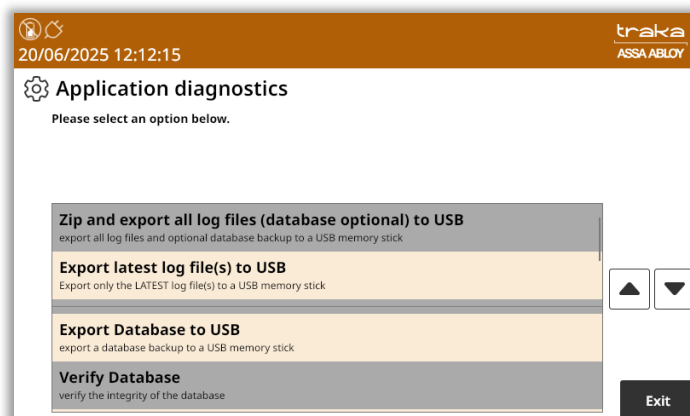 20/06/2025 12:12:15
traka
ASSA ABLOY
Application diagnostics
Please select an option below.
Zip and export all log files (database optional) to USB
export all log files and optional database backup to a USB memory stick
Export latest log file(s) to USB
Export only the LATEST log file(s) to a USB memory stick
Export Database to USB
export a database backup to a USB memory stick
Verify Database
verify the integrity of the database
Exit